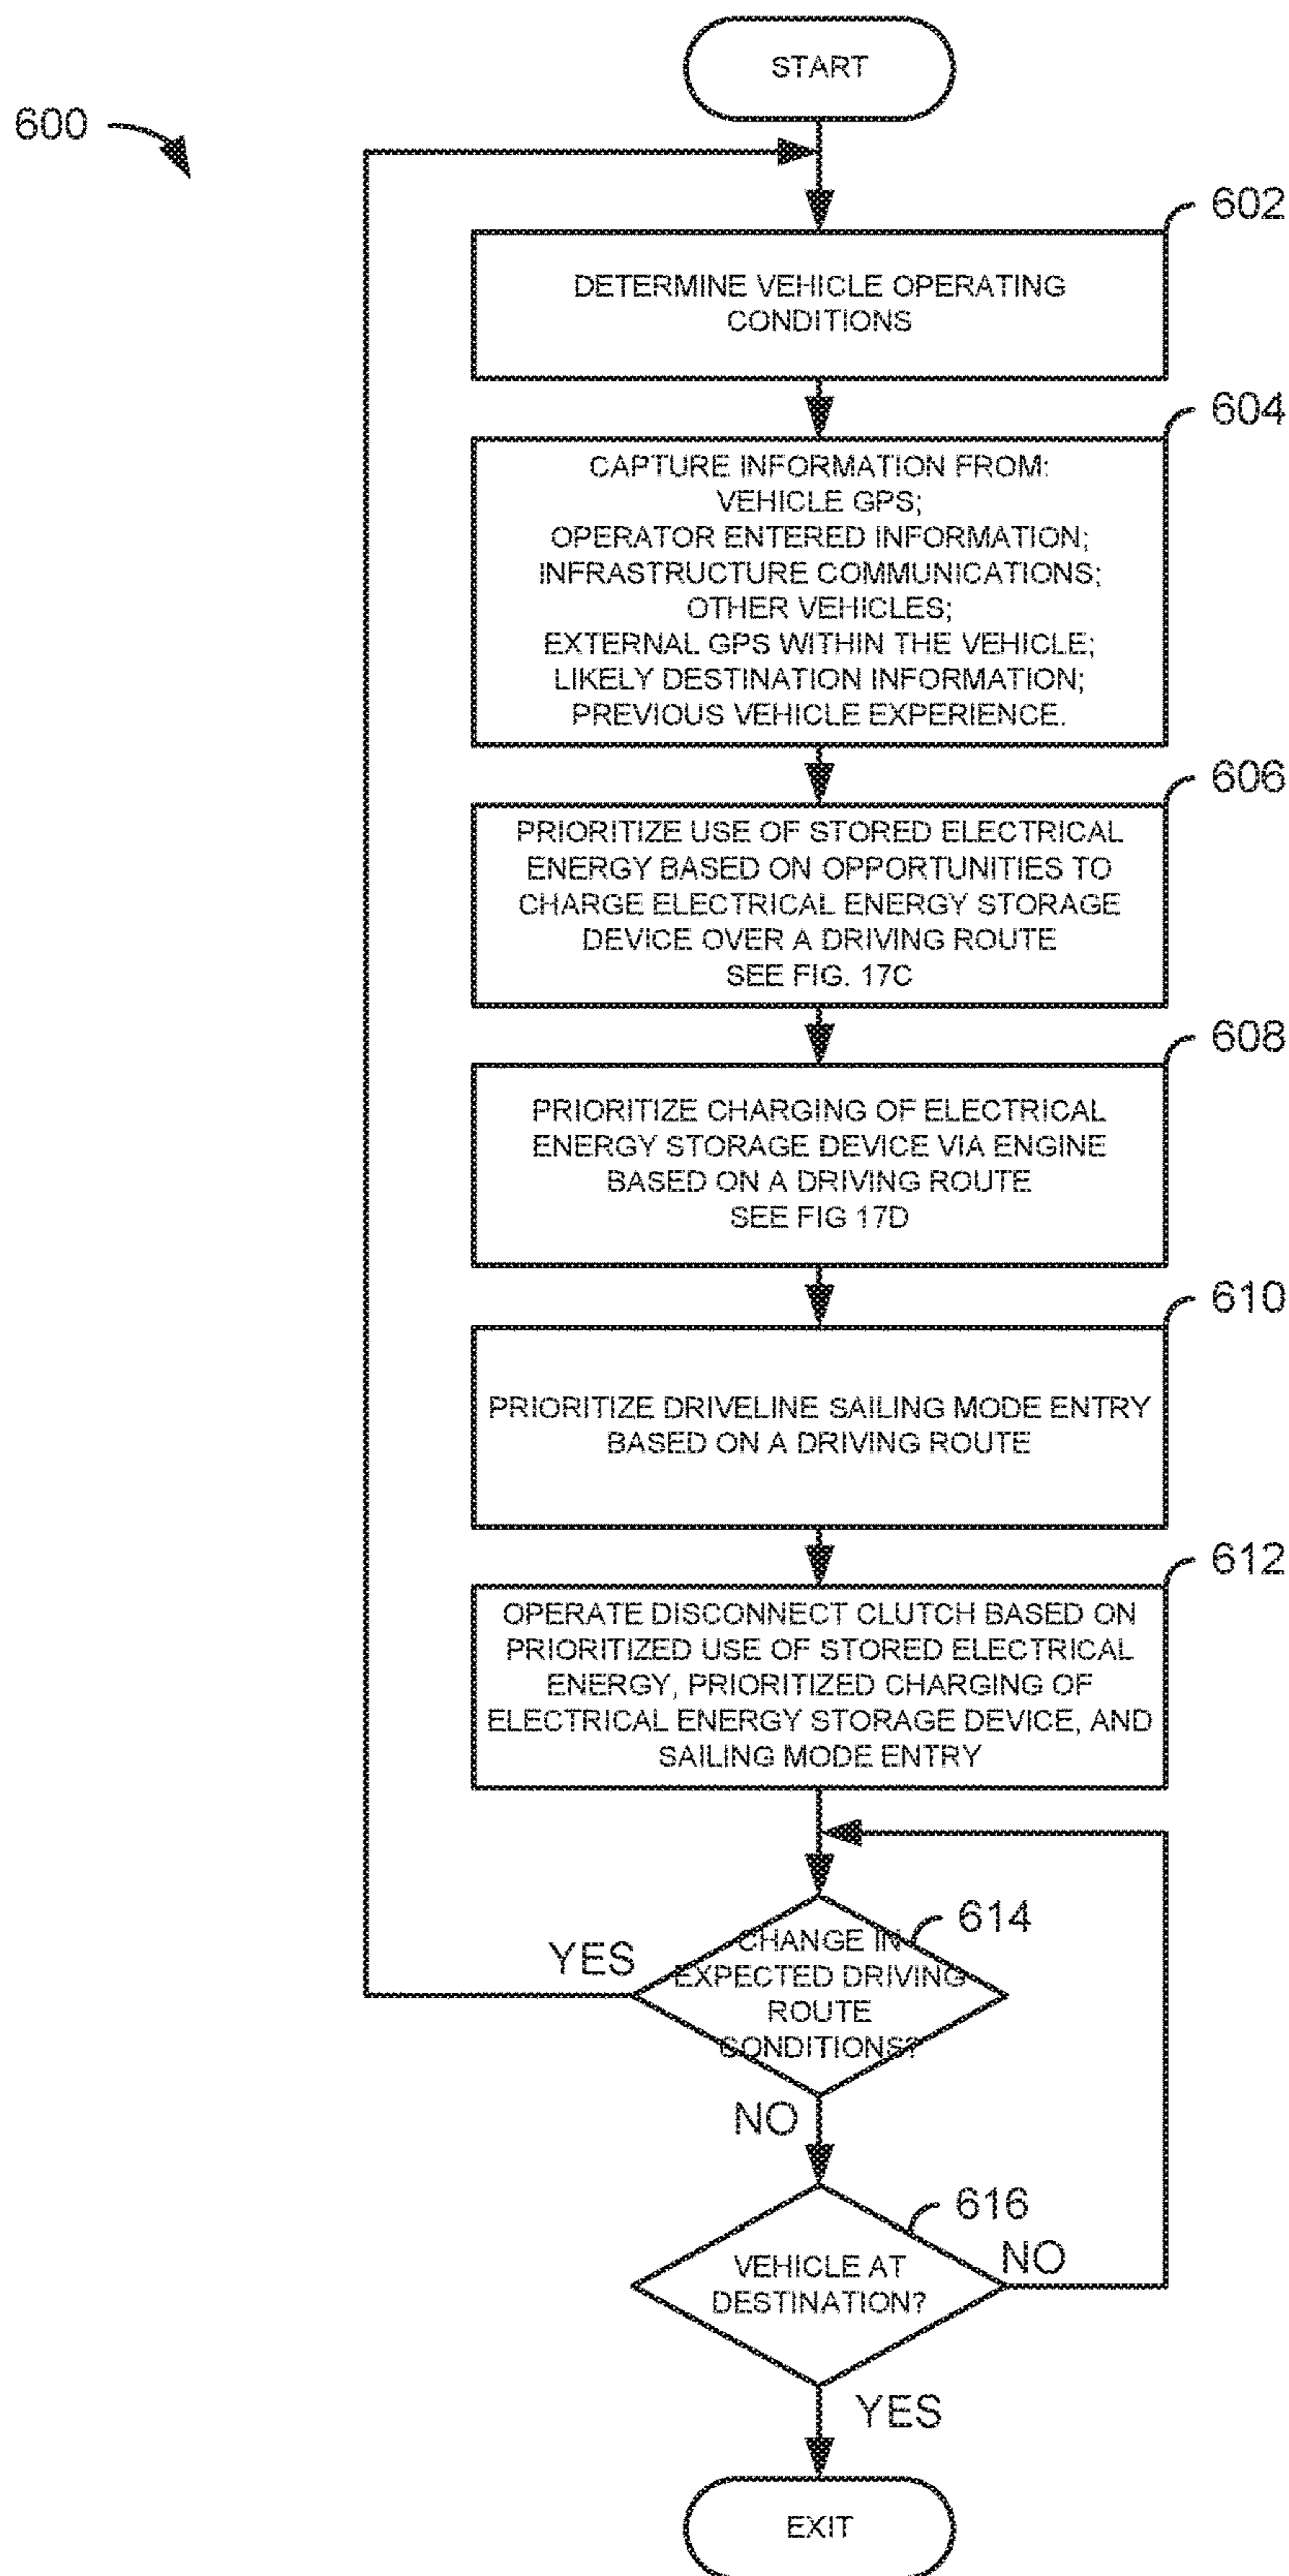 START
600
602
DETERMINE VEHICLE OPERATING
CONDITIONS
604
CAPTURE INFORMATION FROM:
VEHICLE GPS;
OPERATOR ENTERED INFORMATION;
INFRASTRUCTURE COMMUNICATIONS;
OTHER VEHICLES;
EXTERNAL GPS WITHIN THE VEHICLE;
LIKELY DESTINATION INFORMATION;
PREVIOUS VEHICLE EXPERIENCE.
606
PRIORITIZE USE OF STORED ELECTRICAL
ENERGY BASED ON OPPORTUNITIES TO
CHARGE ELECTRICAL ENERGY STORAGE
DEVICE OVER A DRIVING ROUTE
SEE FIG. 17C
608
PRIORITIZE CHARGING OF ELECTRICAL
ENERGY STORAGE DEVICE VIA ENGINE
BASED ON A DRIVING ROUTE
SEE FIG 17D
610
PRIORITIZE DRIVELINE SAILING MODE ENTRY
BASED ON A DRIVING ROUTE
612
OPERATE DISCONNECT CLUTCH BASED ON
PRIORITIZED USE OF STORED ELECTRICAL
ENERGY, PRIORITIZED CHARGING OF
ELECTRICAL ENERGY STORAGE DEVICE, AND
SAILING MODE ENTRY
614
YES
CHANGE IN
EXPECTED DRIVING
ROUTE
CONDITIONS?
NO
616
NO
VEHICLE AT
DESTINATION?
YES
EXIT